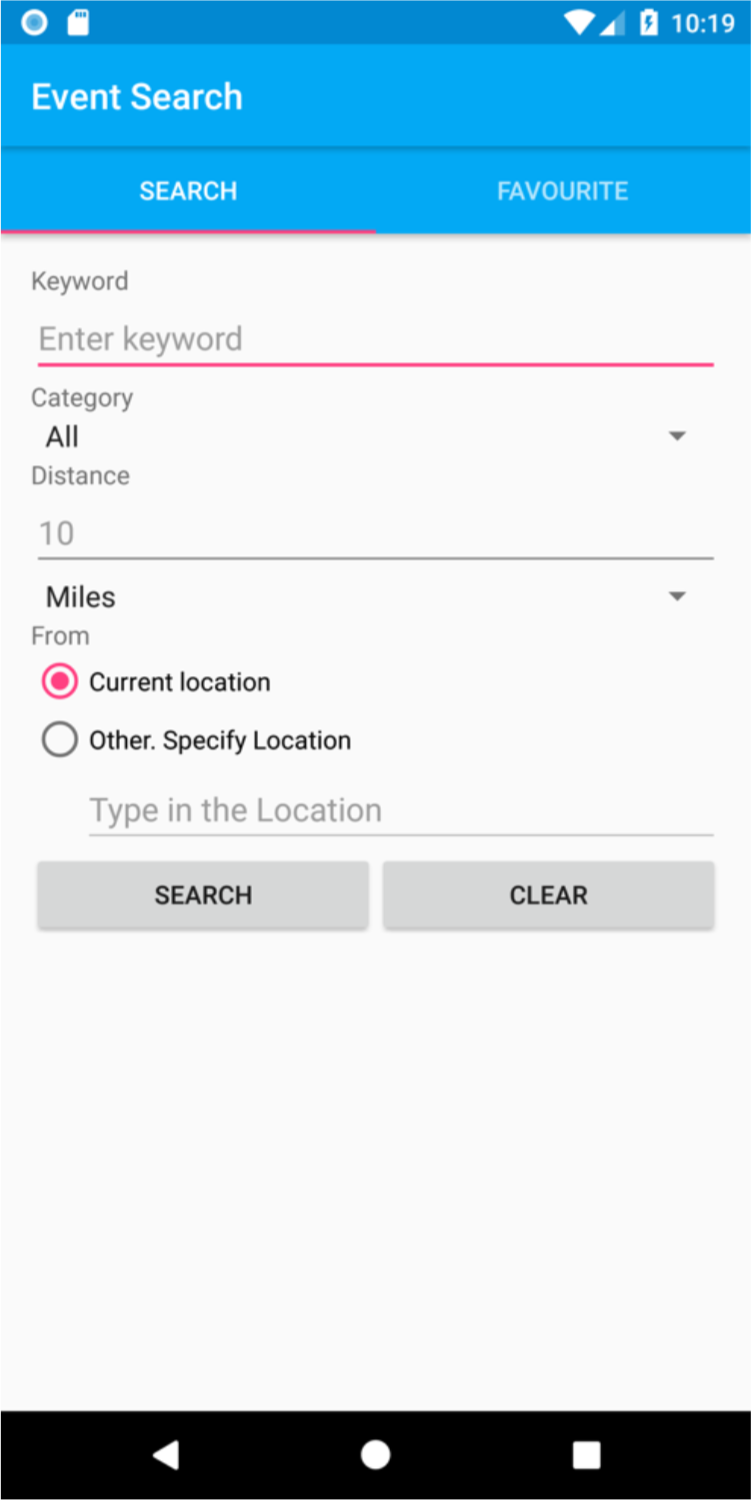 10:19
Event Search
SEARCH FAVOURITE
Keyword
Enter keyword
Category
All
Distance
10
Miles
From
Current location
Other. Specify Location
Type in the Location
SEARCH CLEAR